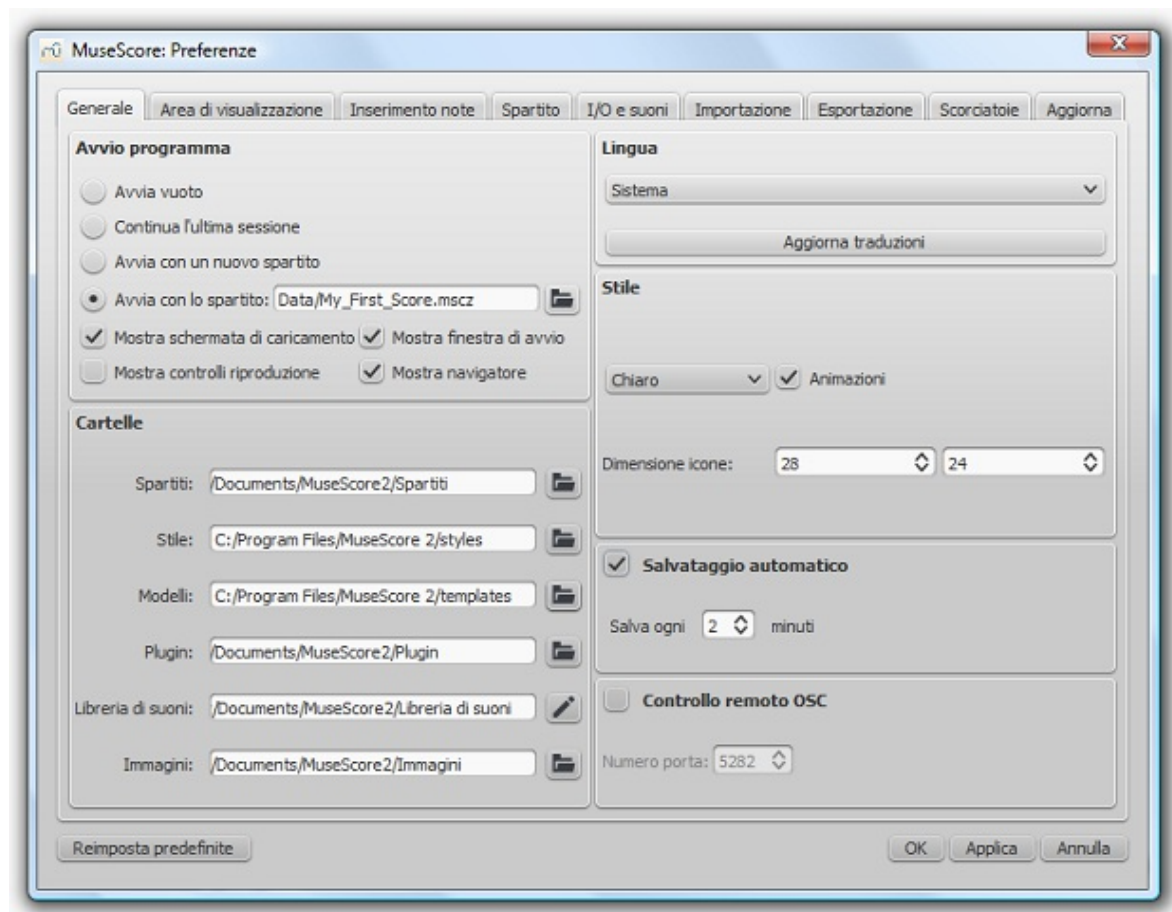 MuseScore: Preferenze
Generale Area di visualizzazione Inserimento note Spartito I/O e suoni Importazione Esportazione Scorciatoie Aggiorna
Avvio programma
Avvia vuoto
Continua l'ultima sessione
Avvia con un nuovo spartito
Avvia con lo spartito: Data/My_First_Score.mscz
Mostra schermata di caricamento Mostra finestra di avvio
Mostra controlli riproduzione Mostra navigatore
Cartelle
Spartiti: /Documents/MuseScore2/Spartiti
Stile: C:/Program Files/MuseScore 2/styles
Modelli: C:/Program Files/MuseScore 2/templates
Plugin: /Documents/MuseScore2/Plugin
Libreria di suoni: /Documents/MuseScore2/Libreria di suoni
Immagini: /Documents/MuseScore2/Immagini
Lingua
Sistema
Aggiorna traduzioni
Stile
Chiaro Animazioni
Dimensione icone: 28 24
Salvataggio automatico
Salva ogni 2 minuti
Controllo remoto OSC
Numero porta: 5282
Reimposta predefinite OK Applica Annulla